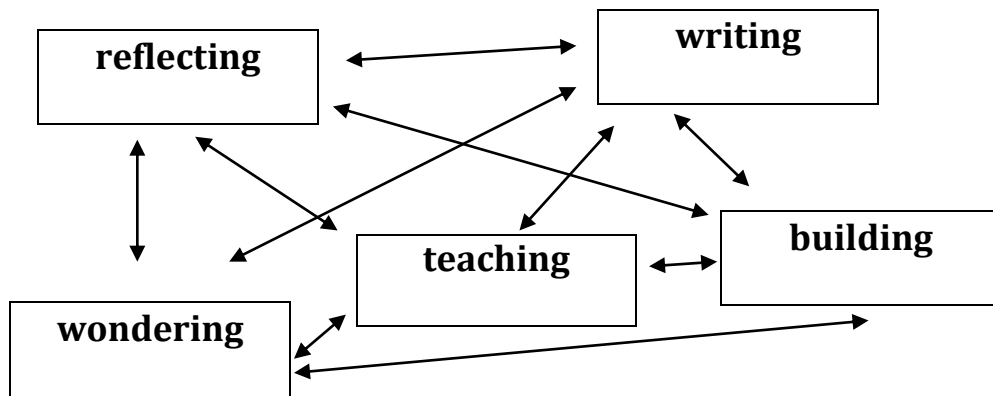 reflecting
writing
teaching
building
wondering